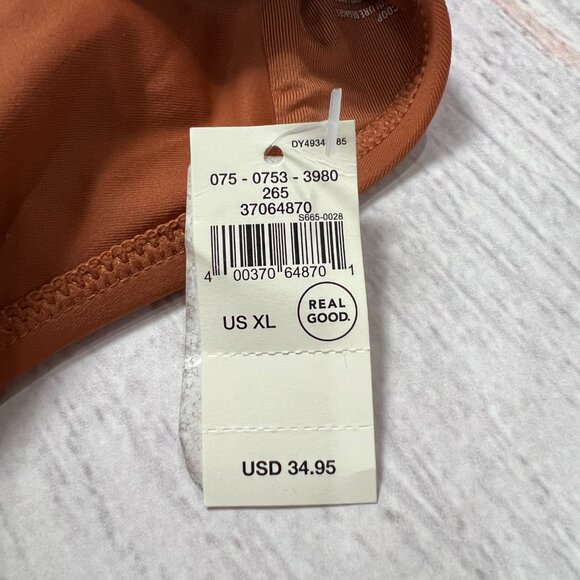 DY4934 85
075 - 0753 - 3980
265
37064870
S665-0028
4 00370 64870 1
US XL
REAL
GOOD.
USD 34.95